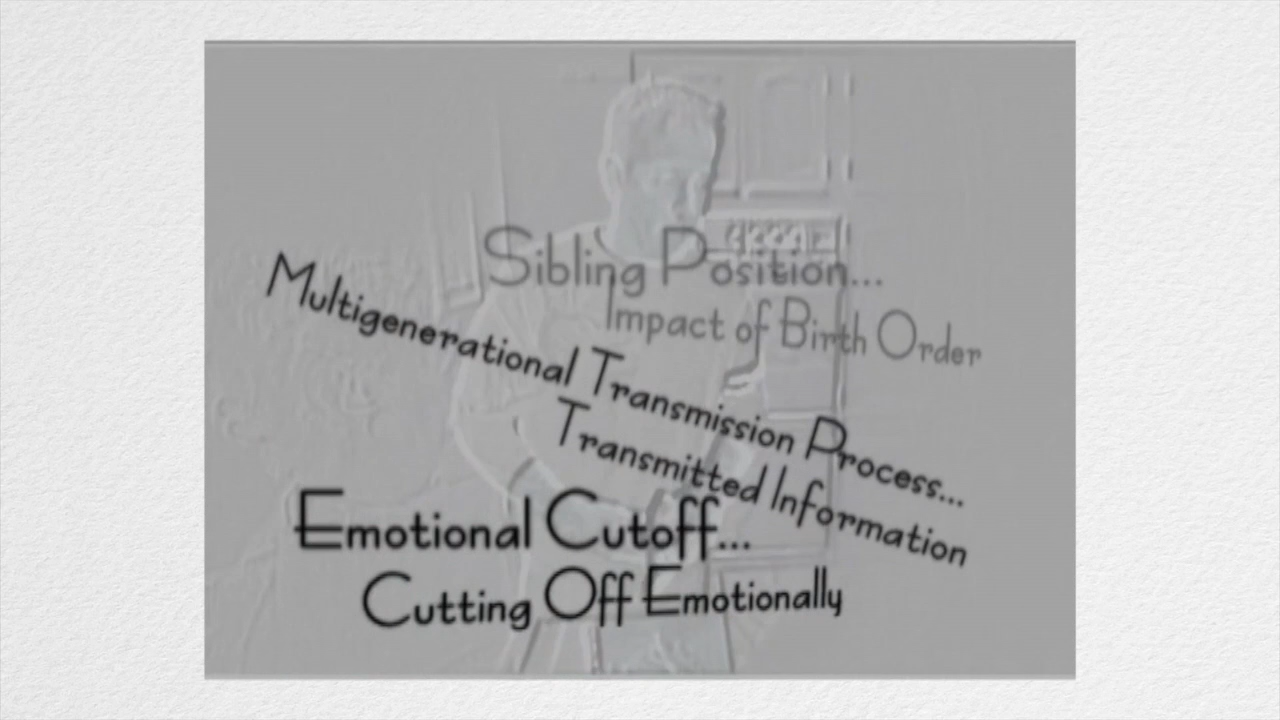 Sibling Position...
Impact of Birth Order
Multigenerational Transmission Process...
Transmitted Information
Emotional Cutoff...
Cutting Off Emotionally